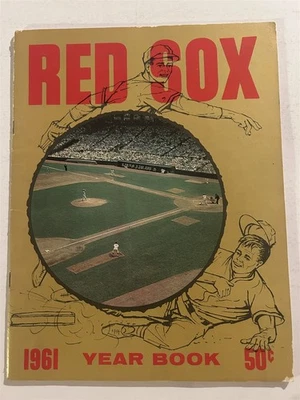 RED SOX
1961 YEAR BOOK 50¢